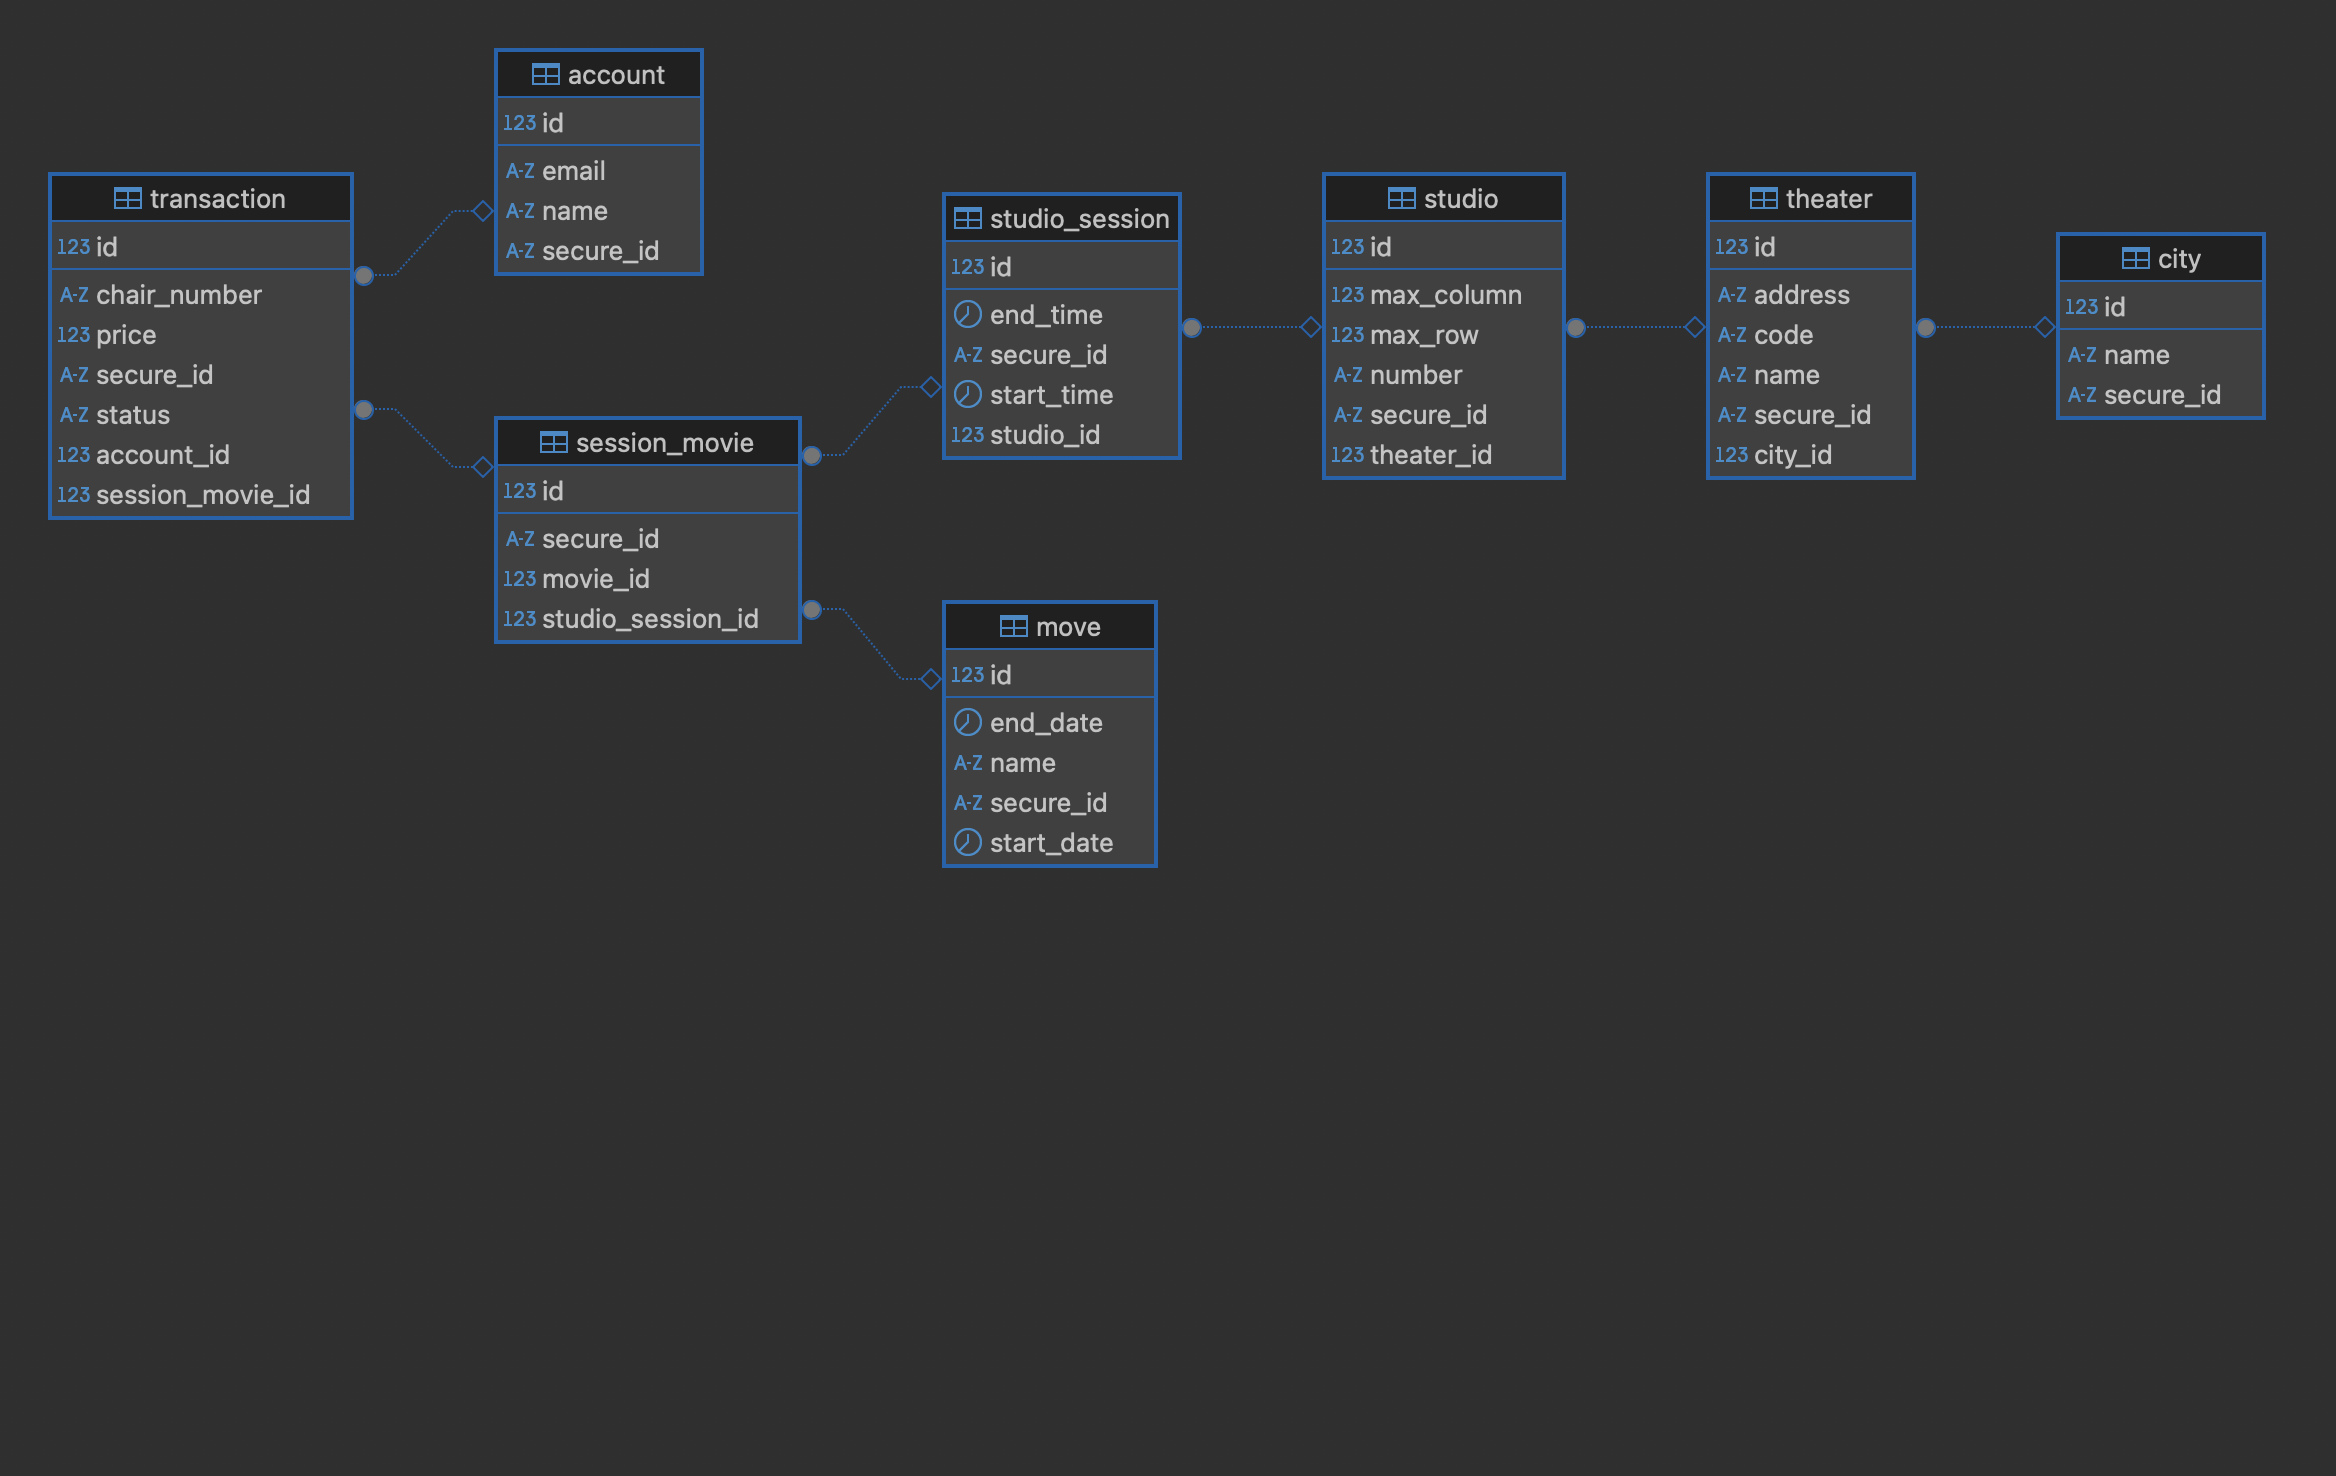 transaction
123 id
A-Z chair_number
123 price
A-Z secure_id
A-Z status
123 account_id
123 session_movie_id
account
123 id
A-Z email
A-Z name
A-Z secure_id
session_movie
123 id
A-Z secure_id
123 movie_id
123 studio_session_id
studio_session
123 id
end_time
A-Z secure_id
start_time
123 studio_id
move
123 id
end_date
A-Z name
A-Z secure_id
start_date
studio
123 id
123 max_column
123 max_row
A-Z number
A-Z secure_id
123 theater_id
theater
123 id
A-Z address
A-Z code
A-Z name
A-Z secure_id
123 city_id
city
123 id
A-Z name
A-Z secure_id